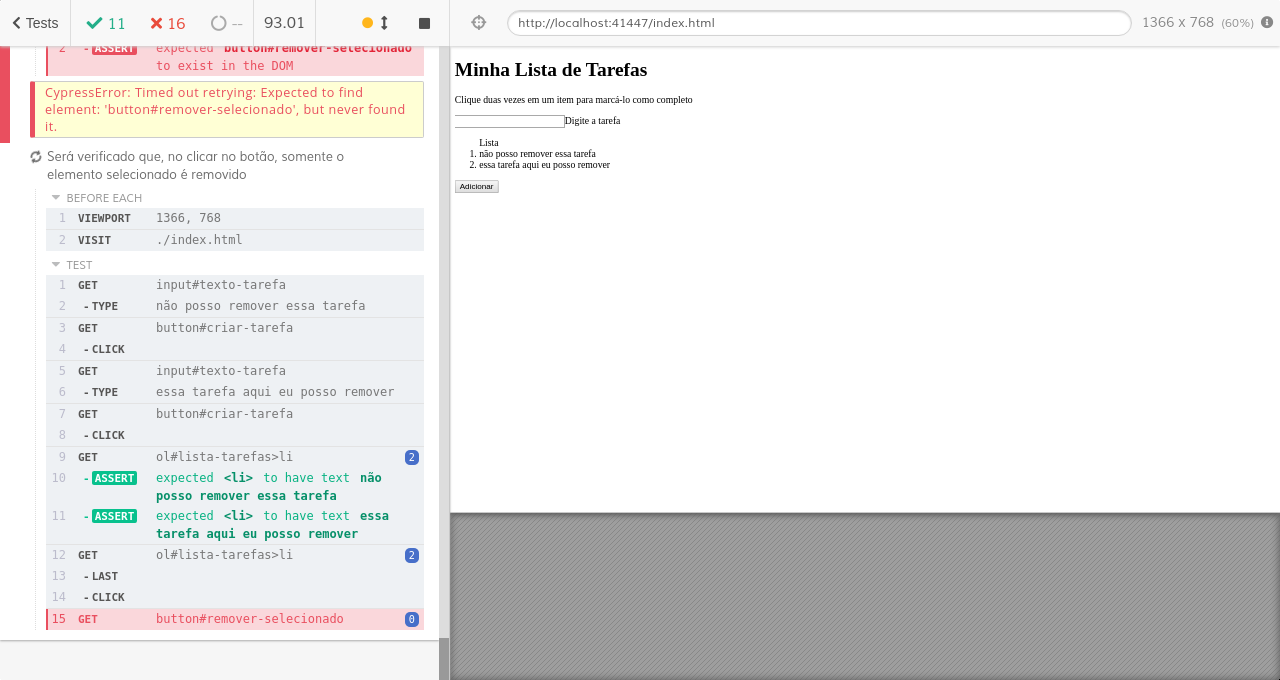 Tests
11
16
--
93.01
http://localhost:41447/index.html
1366 x 768 (60%)
2 - ASSERT expected button#remover-selecionado
to exist in the DOM
CypressError: Timed out retrying: Expected to find
element: 'button#remover-selecionado', but never found
it.
Será verificado que, no clicar no botão, somente o
elemento selecionado é removido
BEFORE EACH
1 VIEWPORT 1366, 768
2 VISIT ./index.html
TEST
1 GET input#texto-tarefa
2 - TYPE não posso remover essa tarefa
3 GET button#criar-tarefa
4 - CLICK
5 GET input#texto-tarefa
6 - TYPE essa tarefa aqui eu posso remover
7 GET button#criar-tarefa
8 - CLICK
9 GET ol#lista-tarefas>li 2
10 - ASSERT expected <li> to have text não
posso remover essa tarefa
11 - ASSERT expected <li> to have text essa
tarefa aqui eu posso remover
12 GET ol#lista-tarefas>li 2
13 - LAST
14 - CLICK
15 GET button#remover-selecionado 0
Minha Lista de Tarefas
Clique duas vezes em um item para marcá-lo como completo
Digite a tarefa
Lista
1. não posso remover essa tarefa
2. essa tarefa aqui eu posso remover
Adicionar